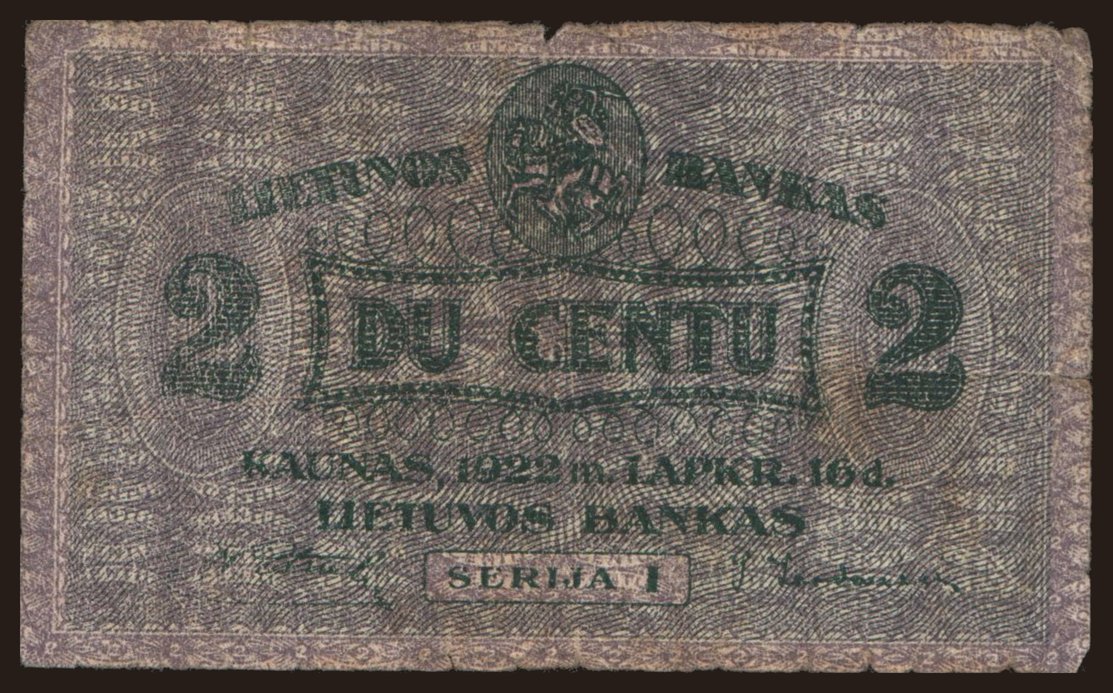 LIETUVOS BANKAS
2 DU CENTU 2
KAUNAS, 1922 m. LAPKR. 16 d.
LIETUVOS BANKAS
SERIJA I